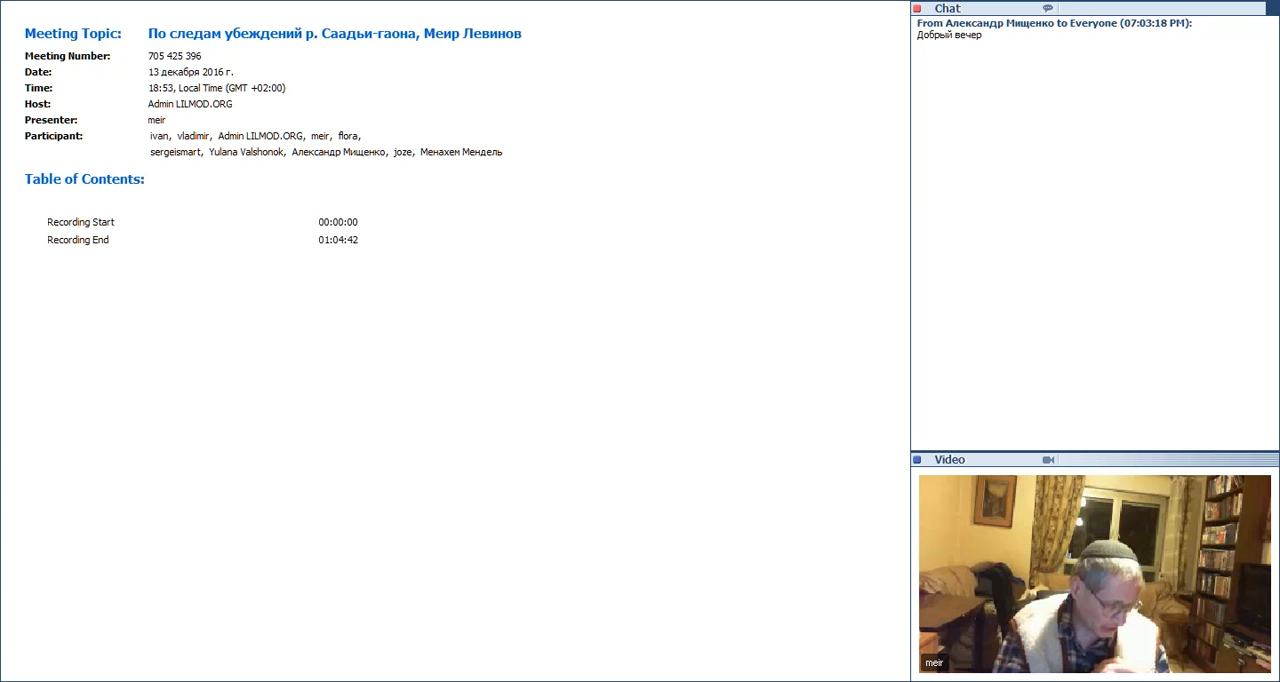 Meeting Topic: По следам убеждений р. Саадьи-гаона, Меир Левинов
Meeting Number: 705 425 396
Date: 13 декабря 2016 г.
Time: 18:53, Local Time (GMT +02:00)
Host: Admin LILMOD.ORG
Presenter: meir
Participant: ivan, vladimir, Admin LILMOD.ORG, meir, flora,
sergeismart, Yulana Valshonok, Александр Мищенко, joze, Менахем Мендель
Table of Contents:
Recording Start 00:00:00
Recording End 01:04:42
Chat
From Александр Мищенко to Everyone (07:03:18 PM):
Добрый вечер
Video
meir